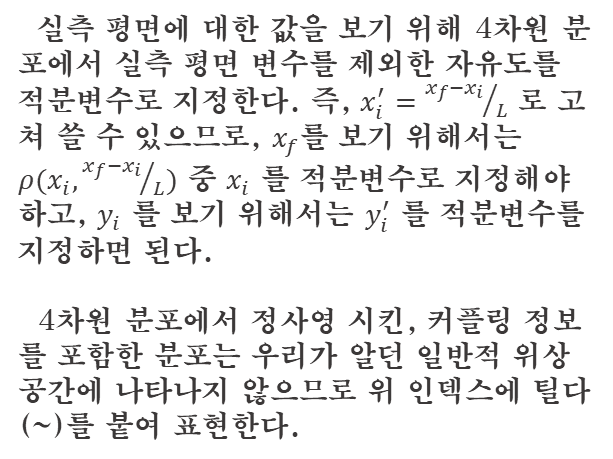 실측 평면에 대한 값을 보기 위해 4차원 분
포에서 실측 평면 변수를 제외한 자유도를
적분변수로 지정한다. 즉, x′ᵢ = (x_f−xᵢ)/L 로 고
쳐 쓸 수 있으므로, x_f를 보기 위해서는
ρ(xᵢ, (x_f−xᵢ)/L) 중 xᵢ 를 적분변수로 지정해야
하고, yᵢ 를 보기 위해서는 y′ᵢ 를 적분변수를
지정하면 된다.
4차원 분포에서 정사영 시킨, 커플링 정보
를 포함한 분포는 우리가 알던 일반적 위상
공간에 나타나지 않으므로 위 인덱스에 틸다
(~)를 붙여 표현한다.